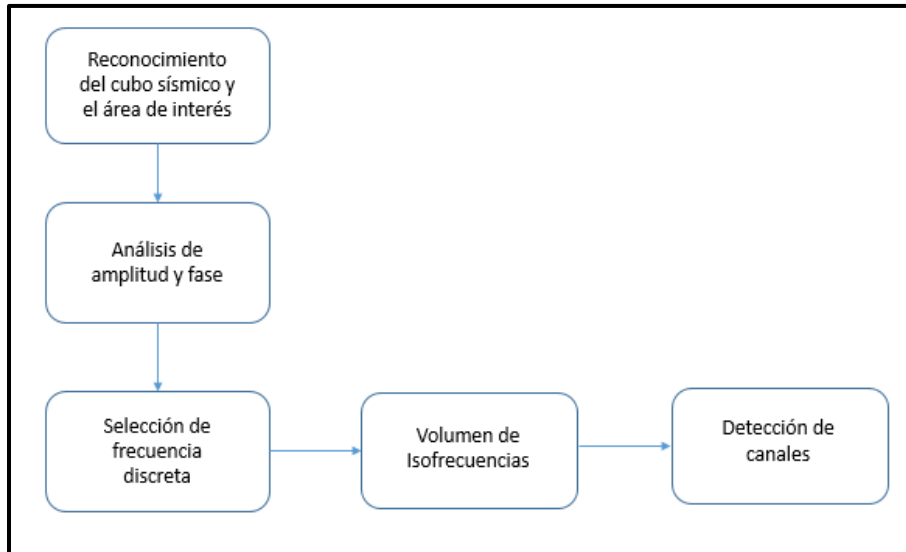 Reconocimiento
del cubo sísmico y
el área de interés
Análisis de
amplitud y fase
Selección de
frecuencia
discreta
Volumen de
Isofrecuencias
Detección de
canales